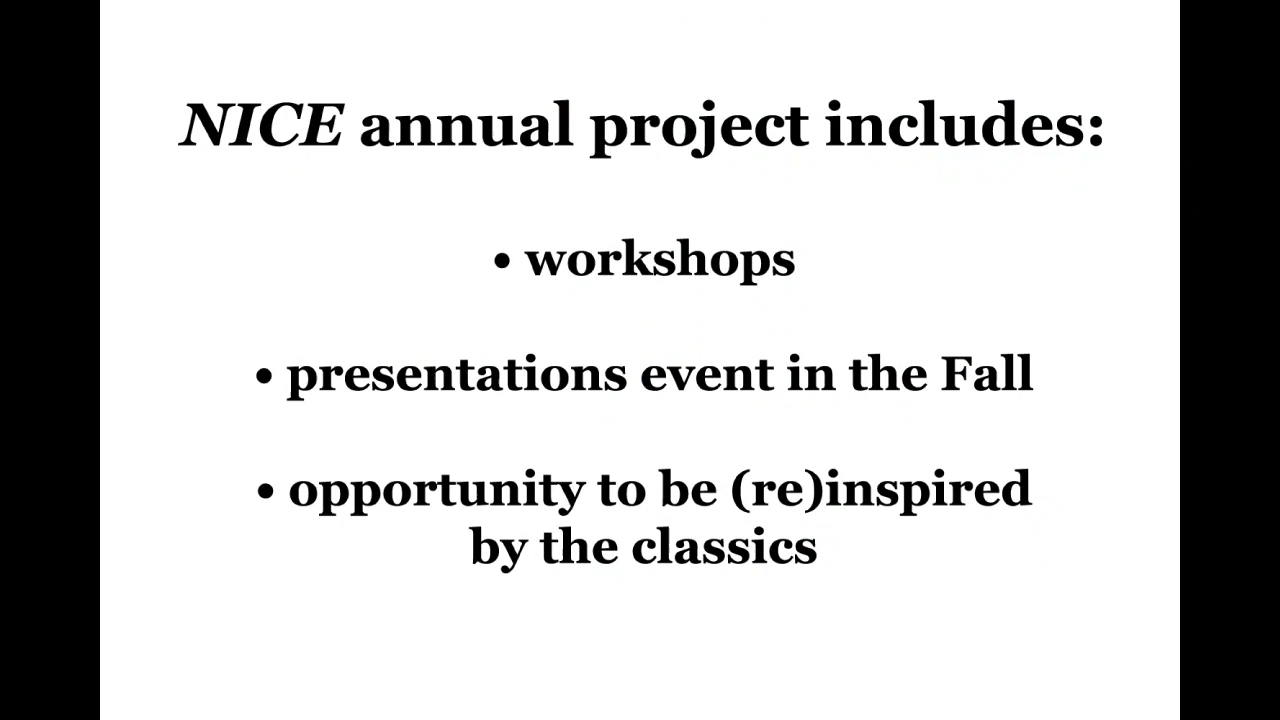 NICE annual project includes:
• workshops
• presentations event in the Fall
• opportunity to be (re)inspired
by the classics